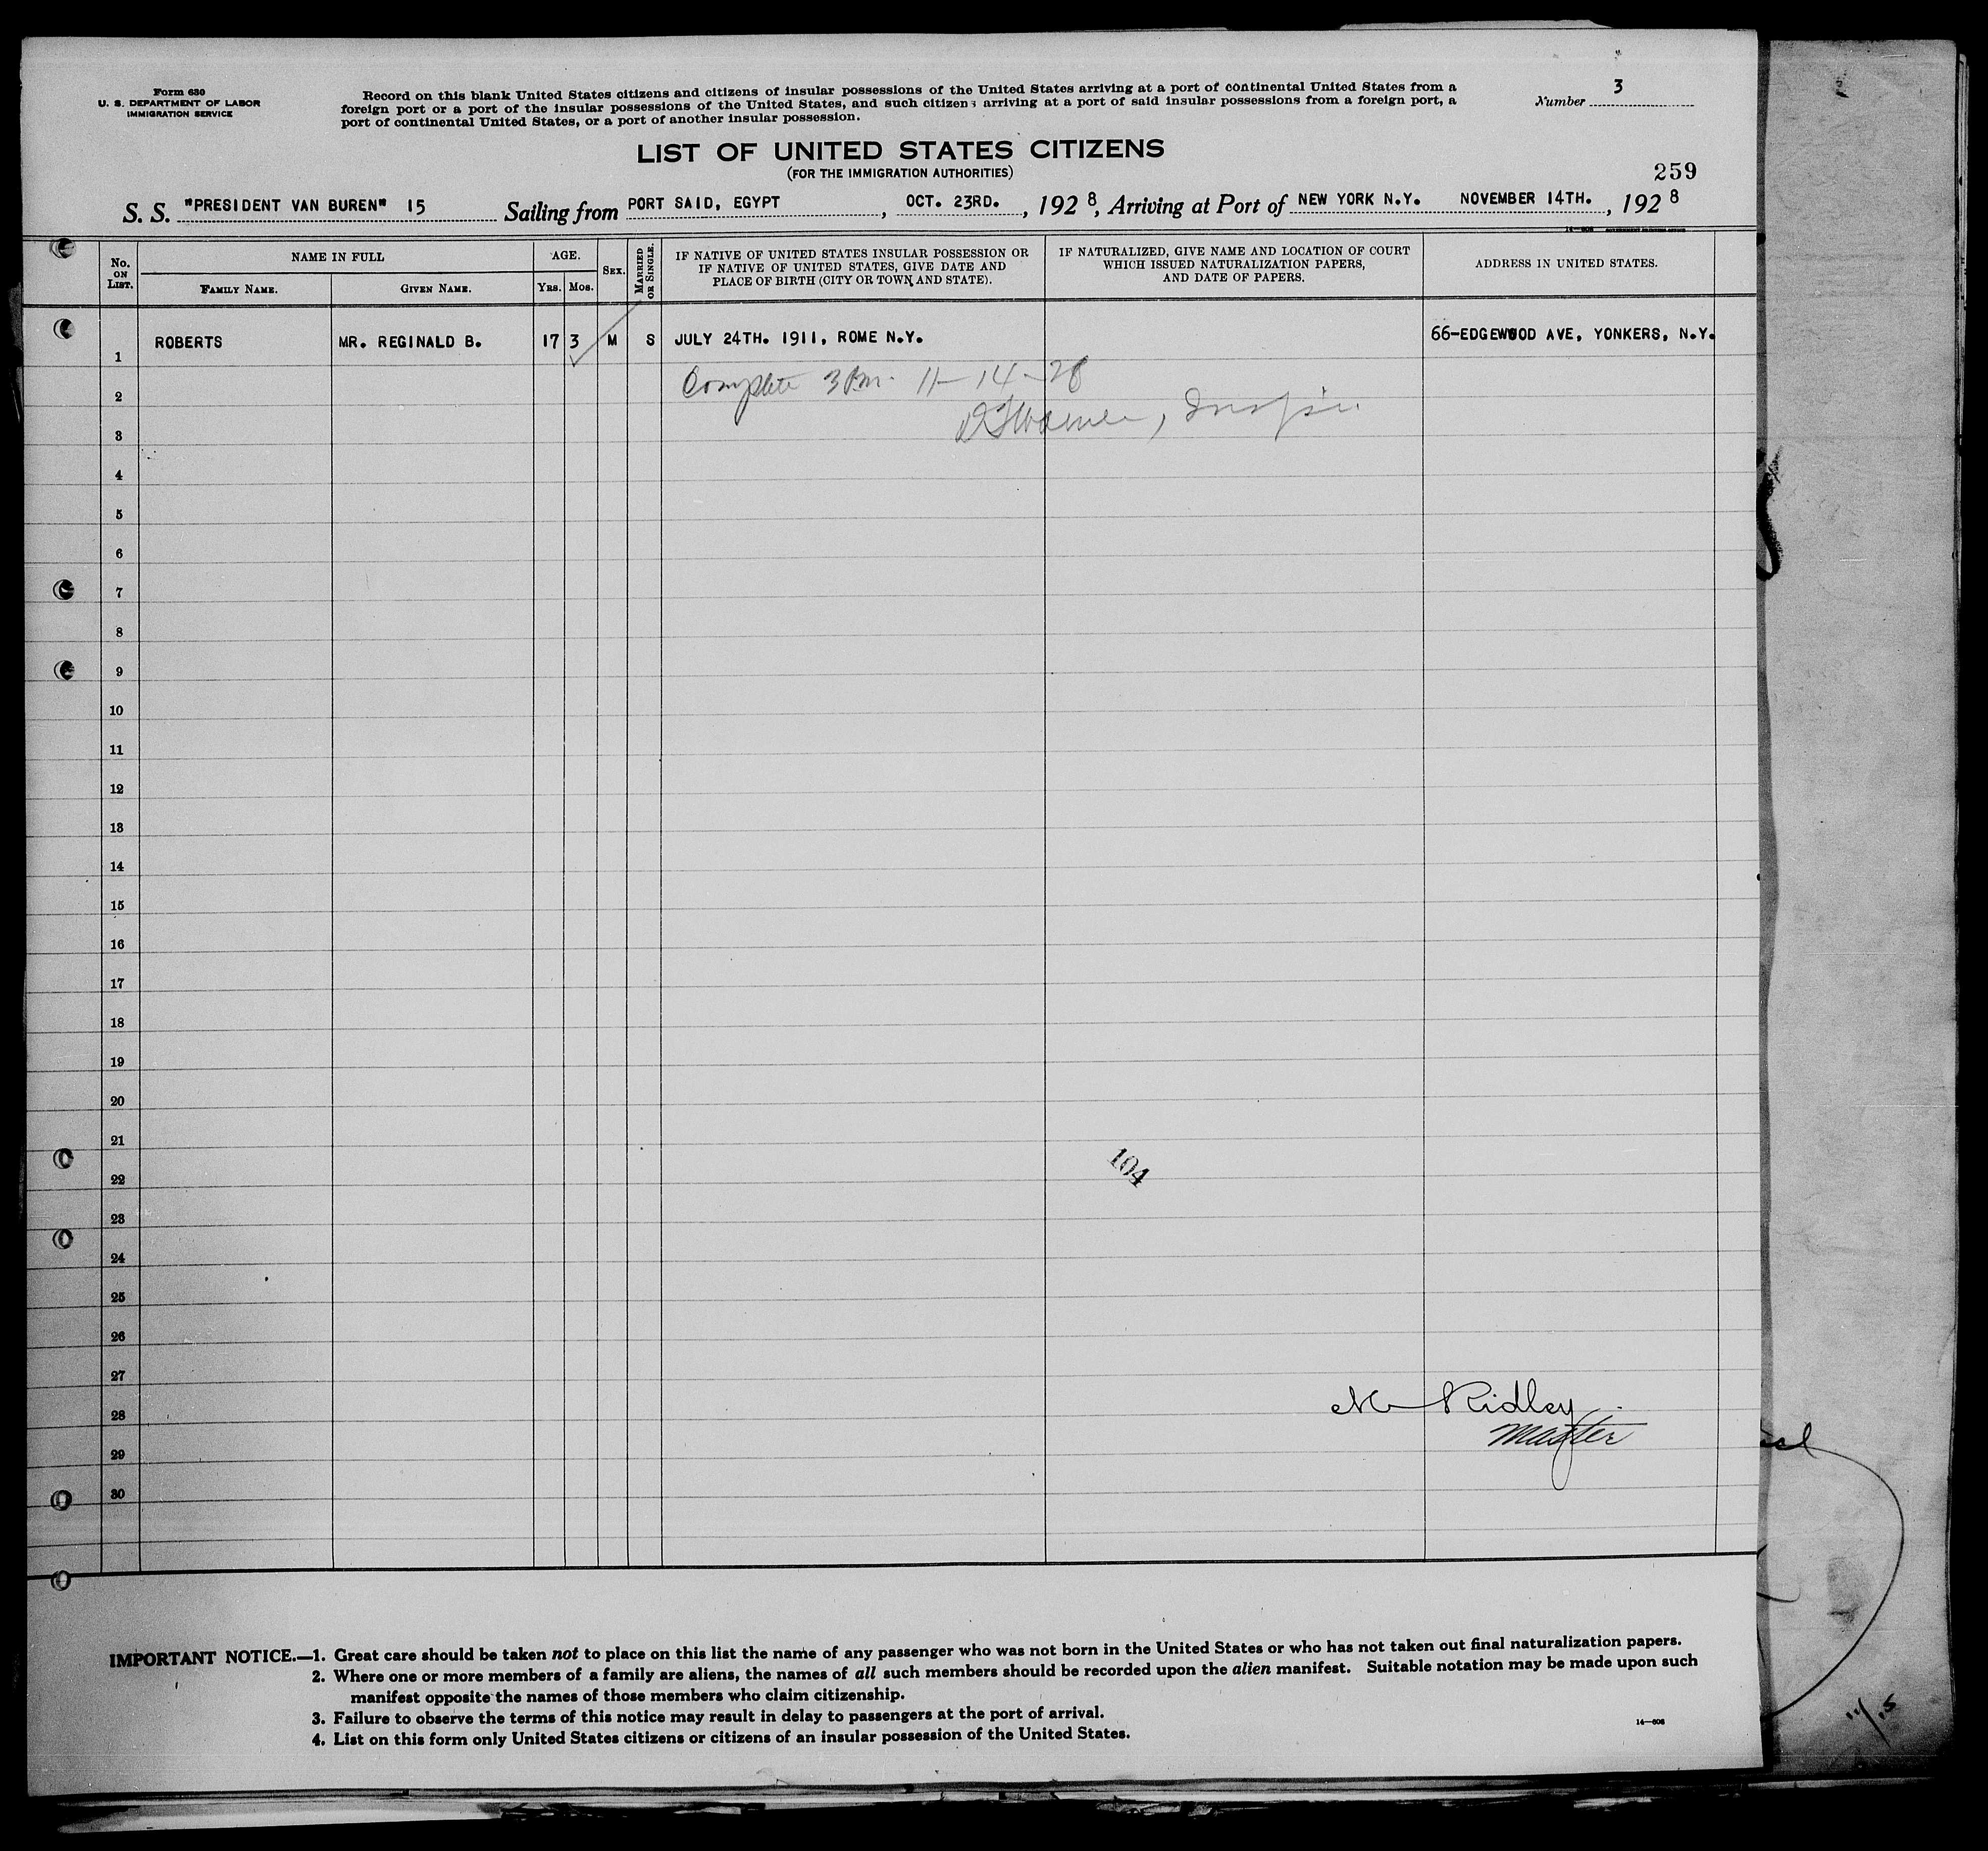 Form 630
U. S. DEPARTMENT OF LABOR
IMMIGRATION SERVICE
Record on this blank United States citizens and citizens of insular possessions of the United States arriving at a port of continental United States from a
foreign port or a port of the insular possessions of the United States, and such citizens arriving at a port of said insular possessions from a foreign port, a
port of continental United States, or a port of another insular possession.
Number 3
LIST OF UNITED STATES CITIZENS
(FOR THE IMMIGRATION AUTHORITIES)
259
S. S. "PRESIDENT VAN BUREN" 15 Sailing from PORT SAID, EGYPT, OCT. 23RD., 1928, Arriving at Port of NEW YORK N.Y. NOVEMBER 14TH., 1928
No. ON LIST.
NAME IN FULL
FAMILY NAME.
GIVEN NAME.
AGE.
YRS. MOS.
SEX.
MARRIED OR SINGLE.
IF NATIVE OF UNITED STATES INSULAR POSSESSION OR
IF NATIVE OF UNITED STATES, GIVE DATE AND
PLACE OF BIRTH (CITY OR TOWN AND STATE).
IF NATURALIZED, GIVE NAME AND LOCATION OF COURT
WHICH ISSUED NATURALIZATION PAPERS,
AND DATE OF PAPERS.
ADDRESS IN UNITED STATES.
1 ROBERTS MR. REGINALD B. 17 3 M S JULY 24TH. 1911, ROME N.Y. 66-EDGEWOOD AVE, YONKERS, N.Y.
Complete 3 P.m. 11-14-28
2
3
4
5
6
7
8
9
10
11
12
13
14
15
16
17
18
19
20
21
104
22
23
24
25
26
27
Ridley
28
Master
29
30
IMPORTANT NOTICE.—1. Great care should be taken not to place on this list the name of any passenger who was not born in the United States or who has not taken out final naturalization papers.
2. Where one or more members of a family are aliens, the names of all such members should be recorded upon the alien manifest. Suitable notation may be made upon such
manifest opposite the names of those members who claim citizenship.
3. Failure to observe the terms of this notice may result in delay to passengers at the port of arrival.
4. List on this form only United States citizens or citizens of an insular possession of the United States.
14—606